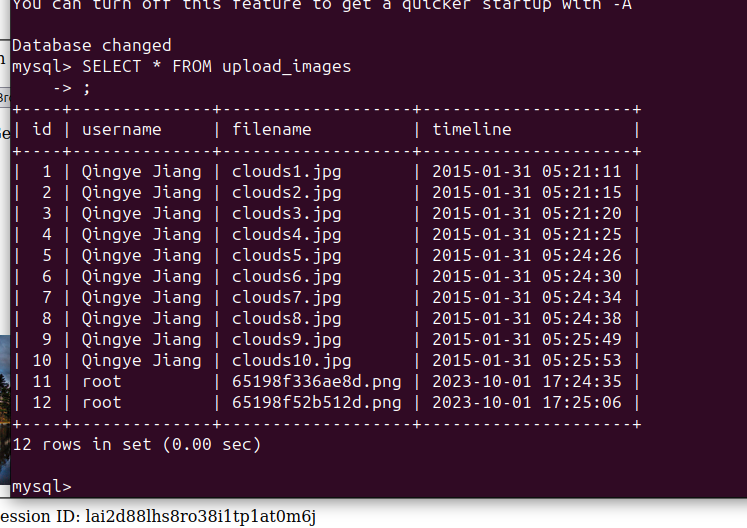 You can turn off this feature to get a quicker startup with -A
Database changed
mysql> SELECT * FROM upload_images
    -> ;
+----+--------------+-------------------+---------------------+
| id | username     | filename          | timeline            |
+----+--------------+-------------------+---------------------+
|  1 | Qingye Jiang | clouds1.jpg       | 2015-01-31 05:21:11 |
|  2 | Qingye Jiang | clouds2.jpg       | 2015-01-31 05:21:15 |
|  3 | Qingye Jiang | clouds3.jpg       | 2015-01-31 05:21:20 |
|  4 | Qingye Jiang | clouds4.jpg       | 2015-01-31 05:21:25 |
|  5 | Qingye Jiang | clouds5.jpg       | 2015-01-31 05:24:26 |
|  6 | Qingye Jiang | clouds6.jpg       | 2015-01-31 05:24:30 |
|  7 | Qingye Jiang | clouds7.jpg       | 2015-01-31 05:24:34 |
|  8 | Qingye Jiang | clouds8.jpg       | 2015-01-31 05:24:38 |
|  9 | Qingye Jiang | clouds9.jpg       | 2015-01-31 05:25:49 |
| 10 | Qingye Jiang | clouds10.jpg      | 2015-01-31 05:25:53 |
| 11 | root         | 65198f336ae8d.png | 2023-10-01 17:24:35 |
| 12 | root         | 65198f52b512d.png | 2023-10-01 17:25:06 |
+----+--------------+-------------------+---------------------+
12 rows in set (0.00 sec)
mysql>
ession ID: lai2d88lhs8ro38i1tp1at0m6j